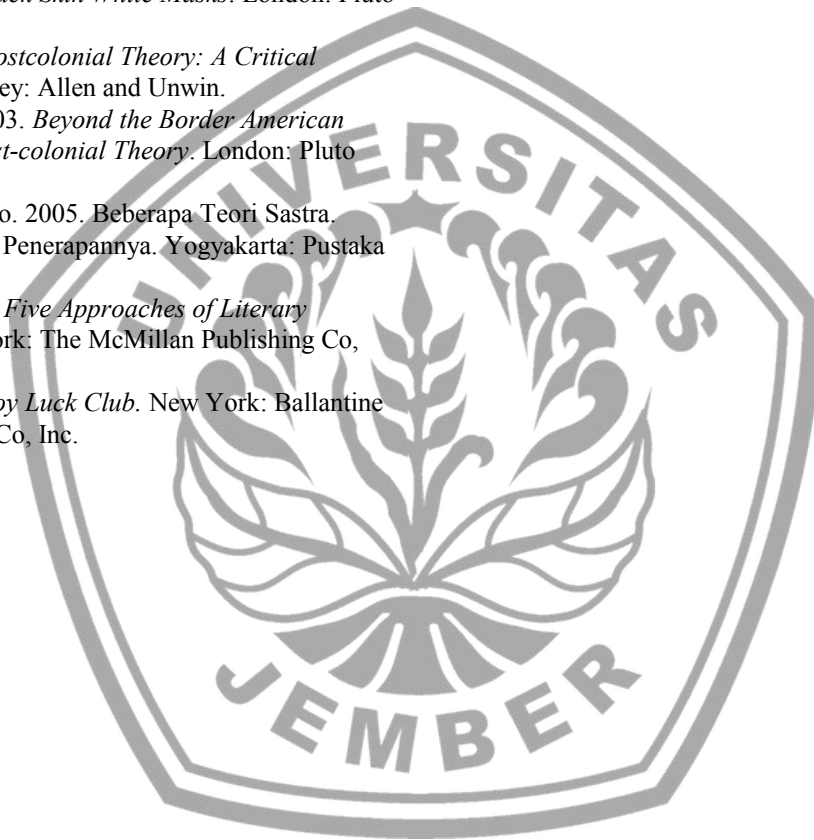 Skin White Masks. London: Pluto
ostcolonial Theory: A Critical
ey: Allen and Unwin.
03. Beyond the Border American
st-colonial Theory. London: Pluto
o. 2005. Beberapa Teori Sastra.
Penerapannya. Yogyakarta: Pustaka
Five Approaches of Literary
ork: The McMillan Publishing Co,
oy Luck Club. New York: Ballantine
Co, Inc.
UNIVERSITAS
JEMBER